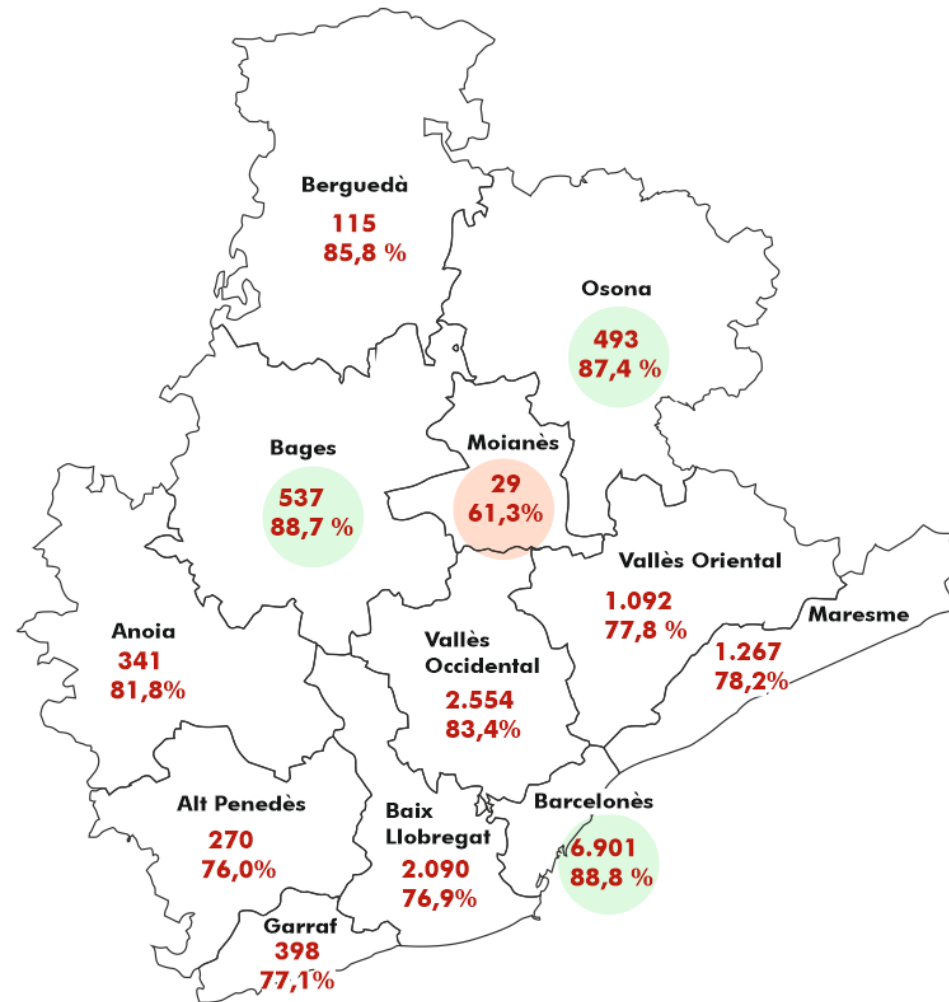 Berguedà
115
85,8 %
Osona
493
87,4 %
Bages
537
88,7 %
Moianès
29
61,3%
Vallès Oriental
1.092
77,8 %
Maresme
1.267
78,2%
Anoia
341
81,8%
Vallès
Occidental
2.554
83,4%
Alt Penedès
270
76,0%
Baix
Llobregat
2.090
76,9%
Barcelonès
6.901
88,8 %
Garraf
398
77,1%